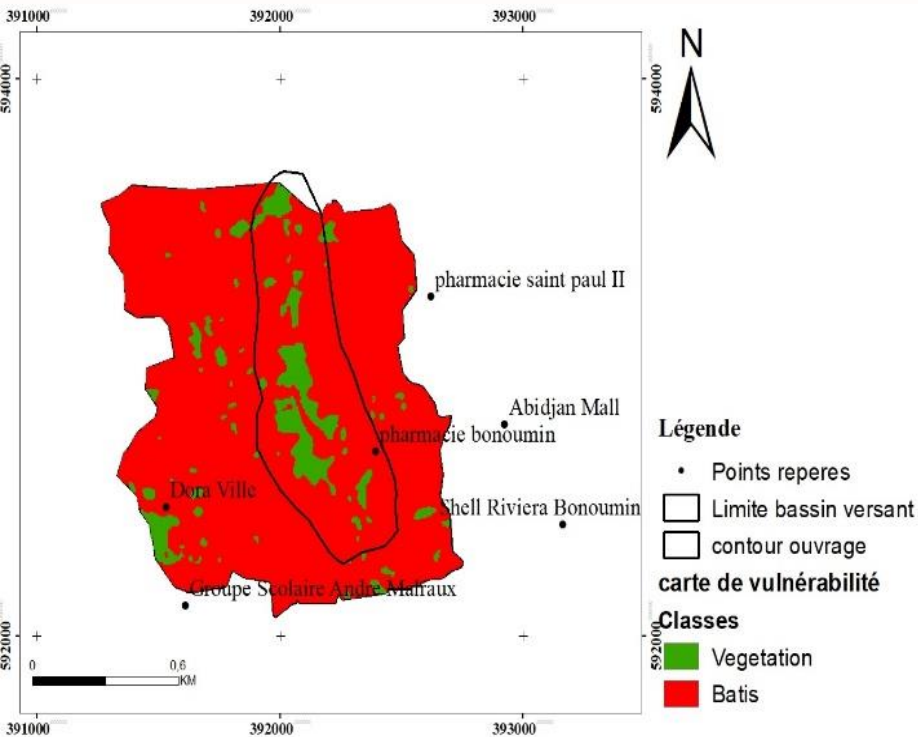 391000 392000 393000
N
594000 594000
pharmacie saint paul II
Abidjan Mall
pharmacie bonoumin
Dora Ville
Shell Riviera Bonoumin
Groupe Scolaire Andre Malraux
592000 592000
0 0,6
KM
391000 392000 393000
Légende
Points reperes
Limite bassin versant
contour ouvrage
carte de vulnérabilité
Classes
Vegetation
Batis